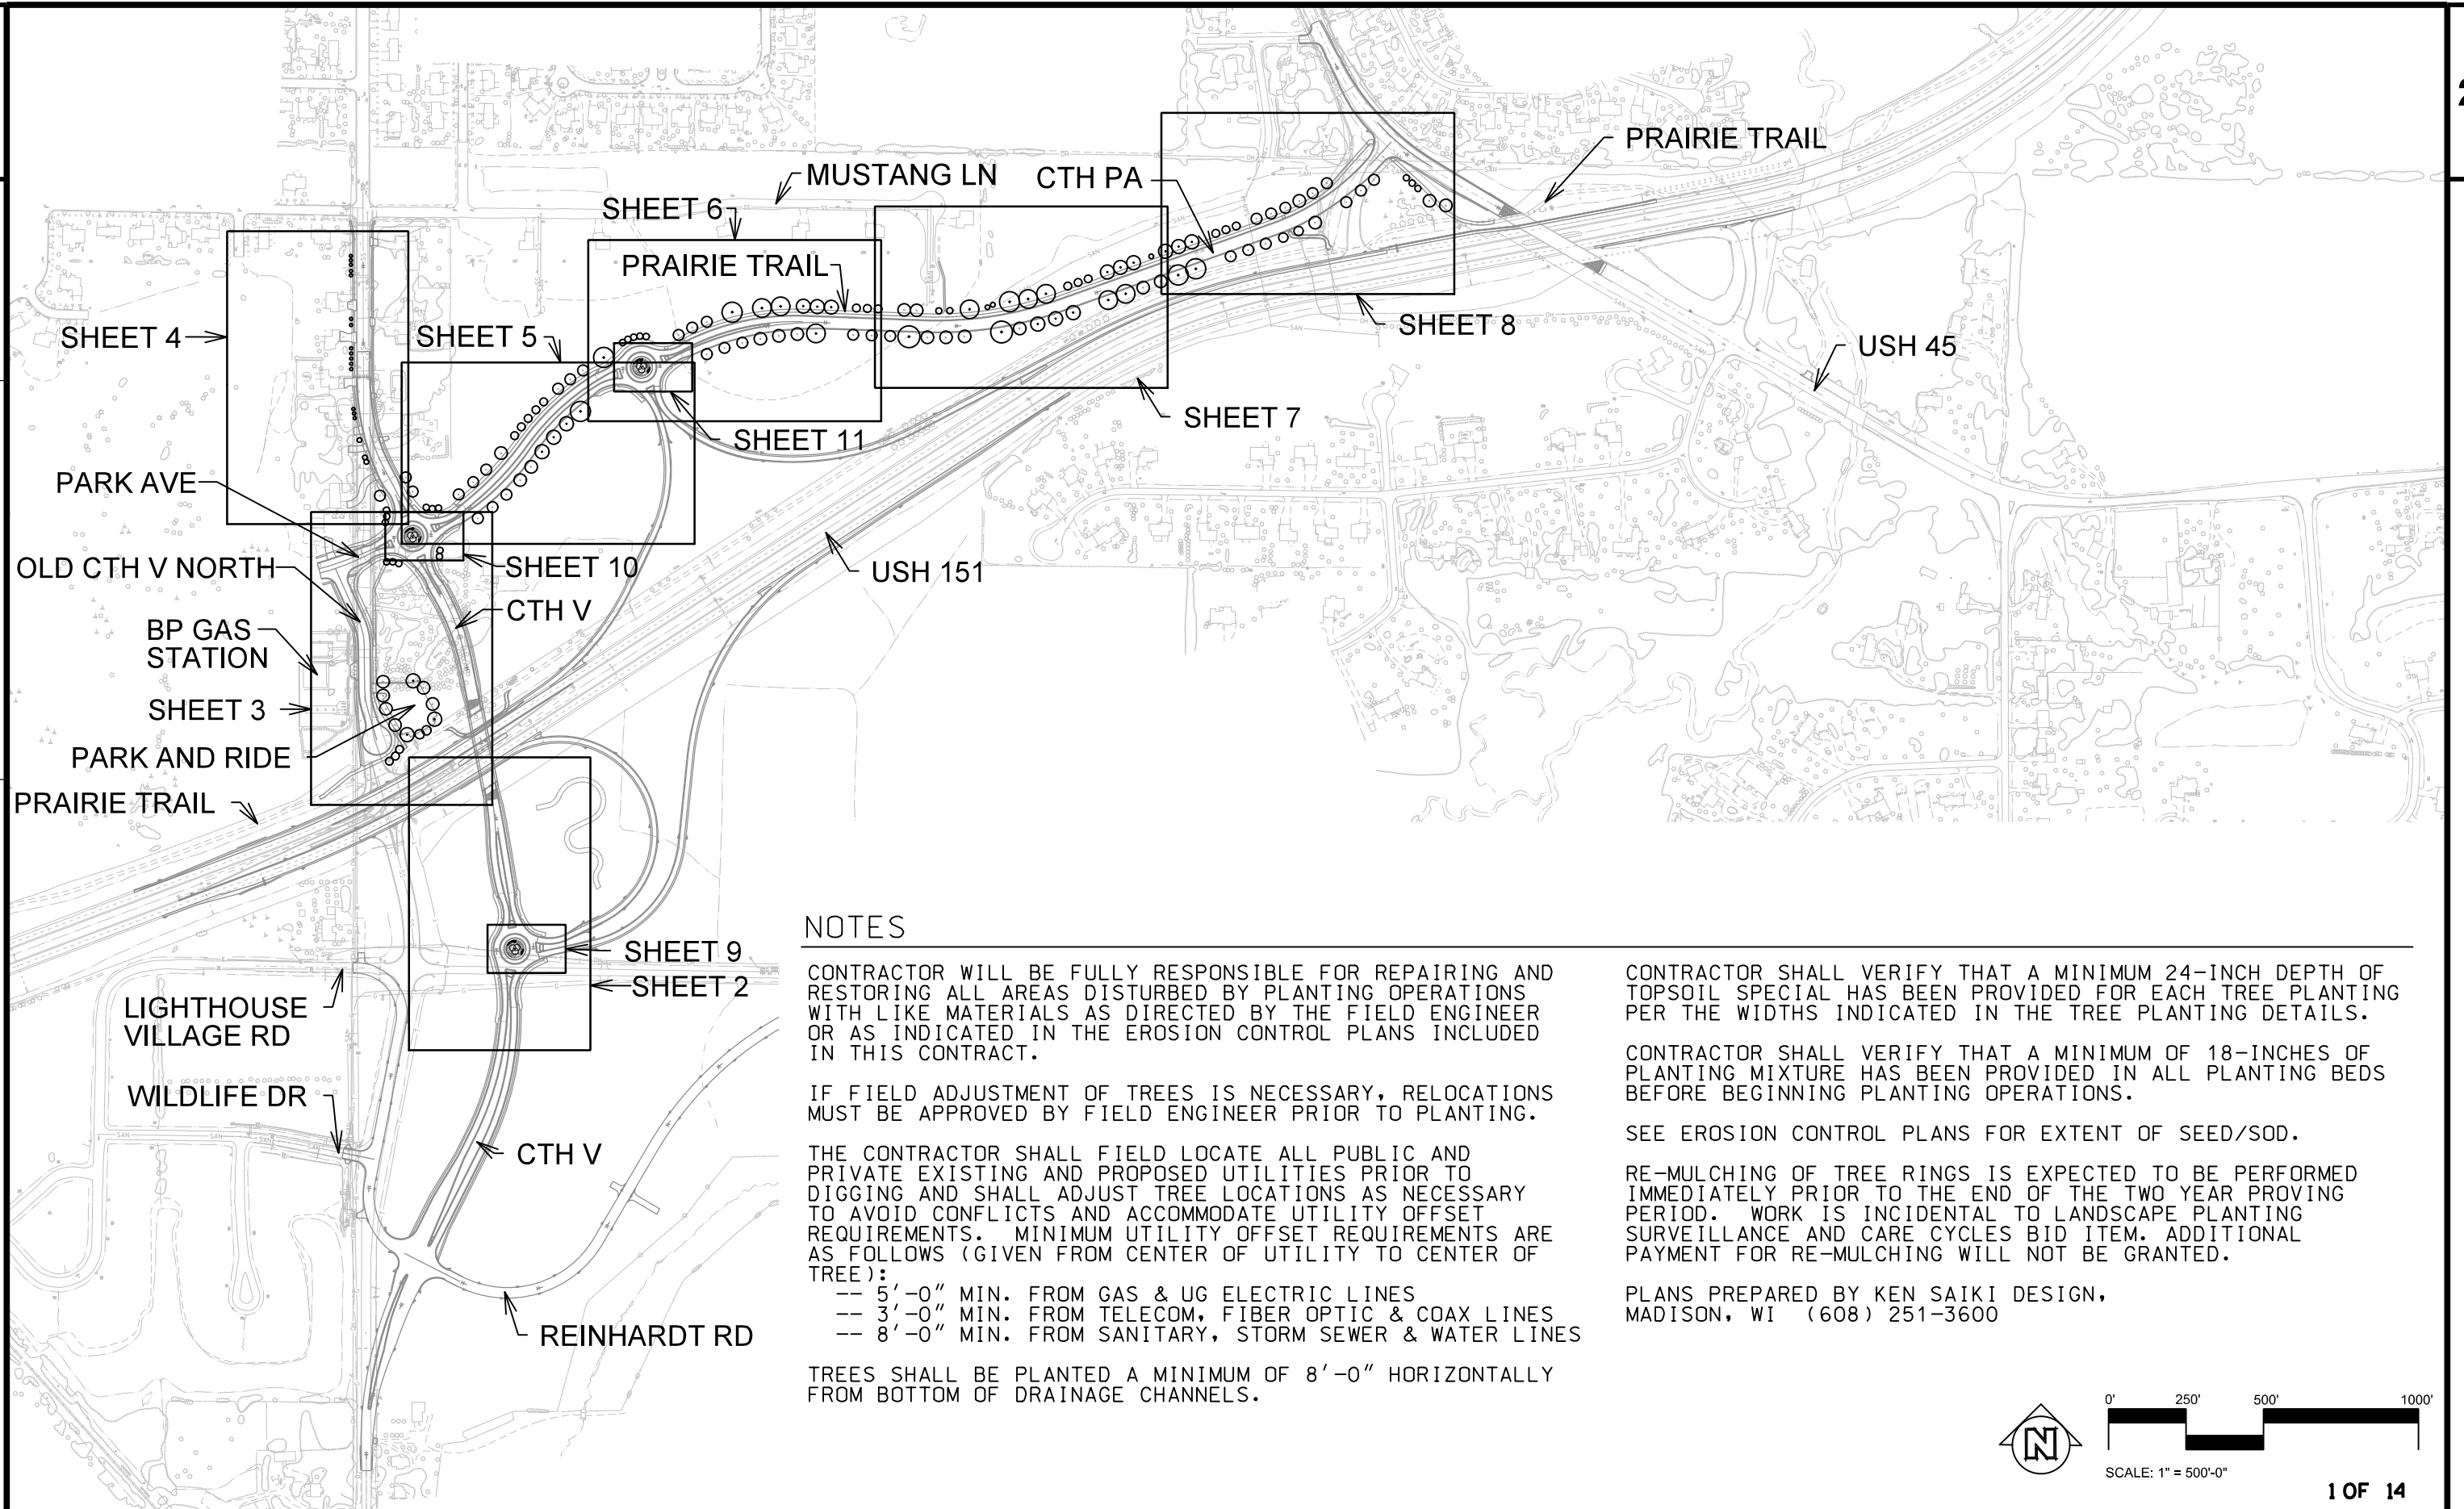 PRAIRIE TRAIL
MUSTANG LN
CTH PA
SHEET 6
PRAIRIE TRAIL
SHEET 4
SHEET 5
SHEET 8
USH 45
SHEET 7
SHEET 11
PARK AVE
OLD CTH V NORTH
SHEET 10
USH 151
CTH V
BP GAS
STATION
SHEET 3
PARK AND RIDE
PRAIRIE TRAIL
SHEET 9
SHEET 2
LIGHTHOUSE
VILLAGE RD
WILDLIFE DR
CTH V
REINHARDT RD
NOTES
CONTRACTOR WILL BE FULLY RESPONSIBLE FOR REPAIRING AND
RESTORING ALL AREAS DISTURBED BY PLANTING OPERATIONS
WITH LIKE MATERIALS AS DIRECTED BY THE FIELD ENGINEER
OR AS INDICATED IN THE EROSION CONTROL PLANS INCLUDED
IN THIS CONTRACT.
IF FIELD ADJUSTMENT OF TREES IS NECESSARY, RELOCATIONS
MUST BE APPROVED BY FIELD ENGINEER PRIOR TO PLANTING.
THE CONTRACTOR SHALL FIELD LOCATE ALL PUBLIC AND
PRIVATE EXISTING AND PROPOSED UTILITIES PRIOR TO
DIGGING AND SHALL ADJUST TREE LOCATIONS AS NECESSARY
TO AVOID CONFLICTS AND ACCOMMODATE UTILITY OFFSET
REQUIREMENTS. MINIMUM UTILITY OFFSET REQUIREMENTS ARE
AS FOLLOWS (GIVEN FROM CENTER OF UTILITY TO CENTER OF
TREE):
-- 5'-0" MIN. FROM GAS & UG ELECTRIC LINES
-- 3'-0" MIN. FROM TELECOM, FIBER OPTIC & COAX LINES
-- 8'-0" MIN. FROM SANITARY, STORM SEWER & WATER LINES
TREES SHALL BE PLANTED A MINIMUM OF 8'-0" HORIZONTALLY
FROM BOTTOM OF DRAINAGE CHANNELS.
CONTRACTOR SHALL VERIFY THAT A MINIMUM 24-INCH DEPTH OF
TOPSOIL SPECIAL HAS BEEN PROVIDED FOR EACH TREE PLANTING
PER THE WIDTHS INDICATED IN THE TREE PLANTING DETAILS.
CONTRACTOR SHALL VERIFY THAT A MINIMUM OF 18-INCHES OF
PLANTING MIXTURE HAS BEEN PROVIDED IN ALL PLANTING BEDS
BEFORE BEGINNING PLANTING OPERATIONS.
SEE EROSION CONTROL PLANS FOR EXTENT OF SEED/SOD.
RE-MULCHING OF TREE RINGS IS EXPECTED TO BE PERFORMED
IMMEDIATELY PRIOR TO THE END OF THE TWO YEAR PROVING
PERIOD. WORK IS INCIDENTAL TO LANDSCAPE PLANTING
SURVEILLANCE AND CARE CYCLES BID ITEM. ADDITIONAL
PAYMENT FOR RE-MULCHING WILL NOT BE GRANTED.
PLANS PREPARED BY KEN SAIKI DESIGN,
MADISON, WI (608) 251-3600
N
0' 250' 500' 1000'
SCALE: 1" = 500'-0"
1 OF 14